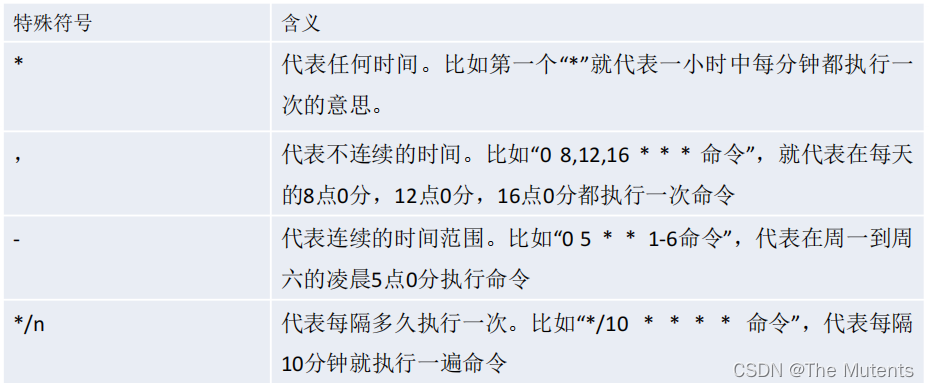 特殊符号 含义
* 代表任何时间。比如第一个“*”就代表一小时中每分钟都执行一
次的意思。
， 代表不连续的时间。比如“0 8,12,16 * * * 命令”，就代表在每天
的8点0分，12点0分，16点0分都执行一次命令
- 代表连续的时间范围。比如“0 5 * * 1-6命令”，代表在周一到周
六的凌晨5点0分执行命令
*/n 代表每隔多久执行一次。比如“*/10 * * * * 命令”，代表每隔
10分钟就执行一遍命令
CSDN @The Mutents